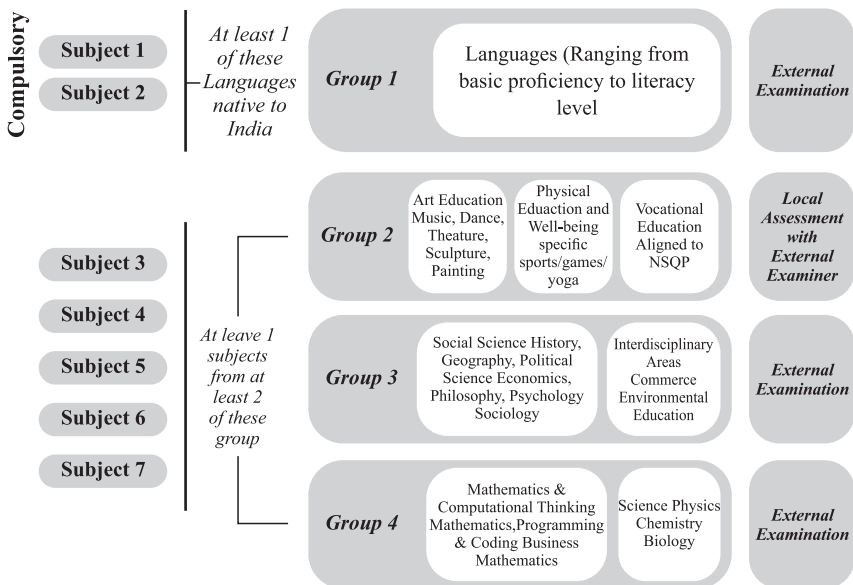 Compulsory
Subject 1
Subject 2
At least 1
of these
Languages
native to
India
Group 1
Languages (Ranging from
basic proficiency to literacy
level
External
Examination
Subject 3
Subject 4
Subject 5
Subject 6
Subject 7
At leave 1
subjects
from at
least 2
of these
group
Group 2
Art Education
Music, Dance,
Theature,
Sculpture,
Painting
Physical
Eduaction and
Well-being
specific
sports/games/
yoga
Vocational
Education
Aligned to
NSQP
Local
Assessment
with
External
Examiner
Group 3
Social Science History,
Geography, Political
Science Economics,
Philosophy, Psychology
Sociology
Interdisciplinary
Areas
Commerce
Environmental
Education
External
Examination
Group 4
Mathematics &
Computational Thinking
Mathematics,Programming
& Coding Business
Mathematics
Science Physics
Chemistry
Biology
External
Examination